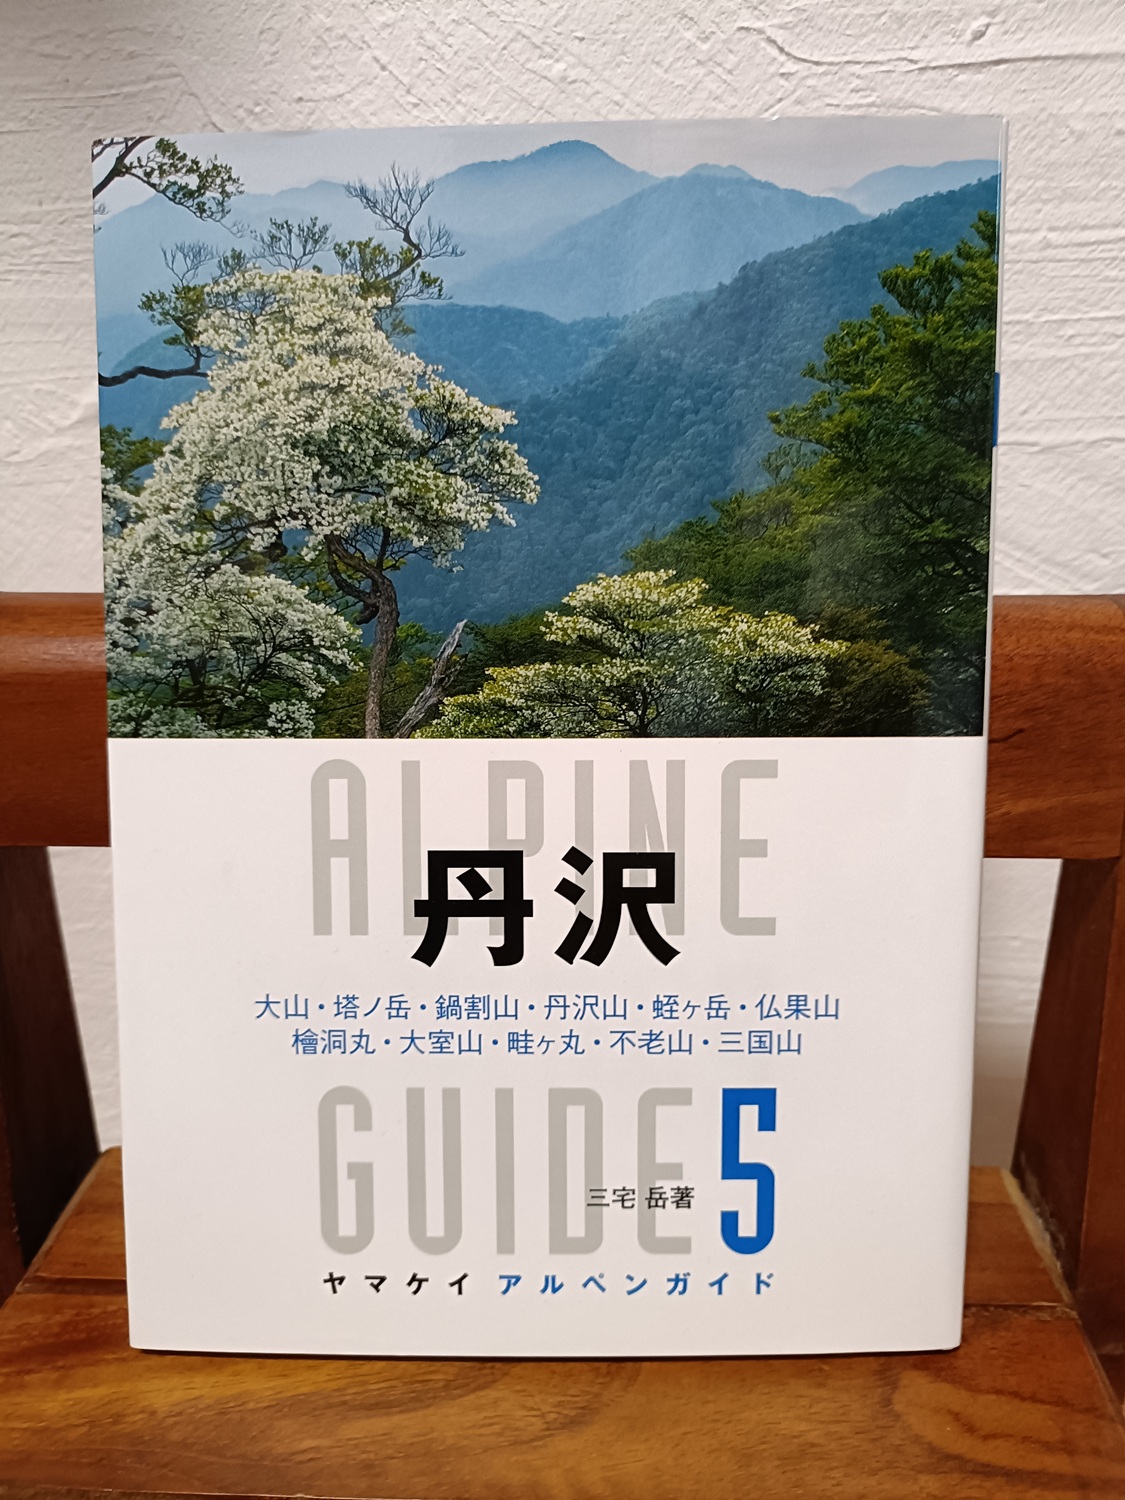 ALPINE
丹沢
大山・塔ノ岳・鍋割山・丹沢山・蛭ヶ岳・仏果山
檜洞丸・大室山・畦ヶ丸・不老山・三国山
GUIDE 5
三宅 岳著
ヤマケイ アルペンガイド